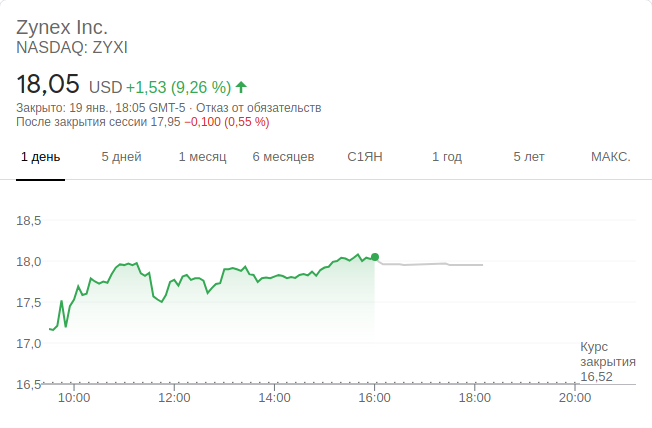 Zynex Inc.
NASDAQ: ZYXI
18,05 USD +1,53 (9,26 %)
Закрыто: 19 янв., 18:05 GMT-5 · Отказ от обязательств
После закрытия сессии 17,95 −0,100 (0,55 %)
1 день 5 дней 1 месяц 6 месяцев С1ЯН 1 год 5 лет МАКС.
18,5
18,0
17,5
17,0
16,5
Курс
закрытия
16,52
10:00 12:00 14:00 16:00 18:00 20:00